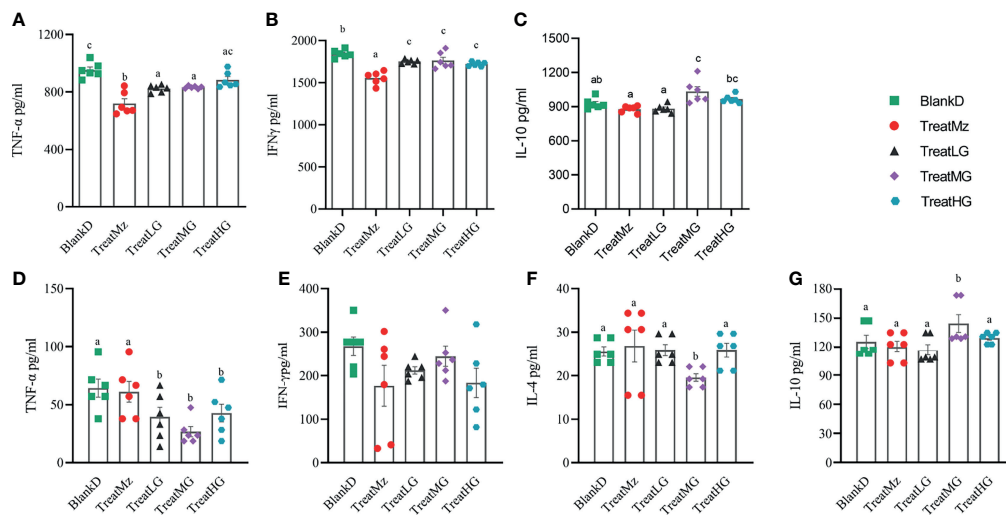 A
TNF-α pg/ml
1200
800
400
0
c
b
a
a
ac
BlankD
TreatMz
TreatLG
TreatMG
TreatHG
B
IFNγ pg/ml
2000
1500
1000
500
0
b
a
c
c
c
BlankD
TreatMz
TreatLG
TreatMG
TreatHG
C
IL-10 pg/ml
1500
1200
900
600
300
0
ab
a
a
c
bc
BlankD
TreatMz
TreatLG
TreatMG
TreatHG
BlankD
TreatMz
TreatLG
TreatMG
TreatHG
D
TNF-α pg/ml
150
100
50
0
a
a
b
b
b
BlankD
TreatMz
TreatLG
TreatMG
TreatHG
E
IFN-γpg/ml
400
300
200
100
0
BlankD
TreatMz
TreatLG
TreatMG
TreatHG
F
IL-4 pg/ml
40
30
20
10
0
a
a
a
b
a
BlankD
TreatMz
TreatLG
TreatMG
TreatHG
G
IL-10 pg/ml
180
150
120
90
60
30
0
a
a
a
b
a
BlankD
TreatMz
TreatLG
TreatMG
TreatHG